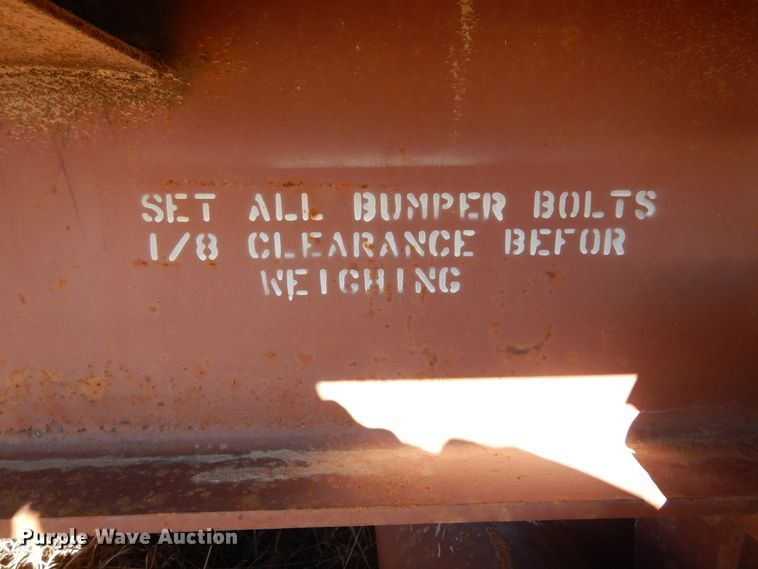 SET ALL BUMPER BOLTS
1/8 CLEARANCE BEFOR
WEIGHING
Purple Wave Auction